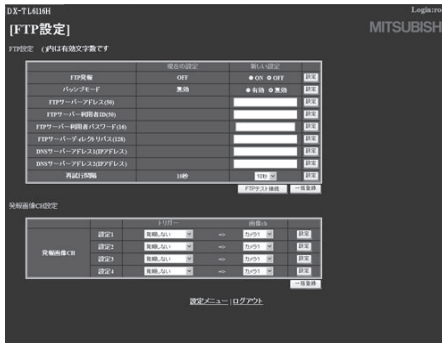 DX-TL6116H
Login:ro
[FTP設定]
MITSUBISH
FTP設定 ()内は有効文字数です
現在の設定 新しい設定
FTP発報 OFF ON OFF 設定
パッシブモード 無効 有効 無効 設定
FTPサーバーアドレス(50) 設定
FTPサーバー利用者ID(50) 設定
FTPサーバー利用者パスワード(16) 設定
FTPサーバーディレクトリパス(128) 設定
DNSサーバーアドレス1(IPアドレス) 設定
DNSサーバーアドレス2(IPアドレス) 設定
再試行間隔 10秒 10秒 設定
FTPテスト接続 一括登録
発報画像CH設定
トリガー 画像ch
発報画像CH
設定1 発報しない => カメラ1 設定
設定2 発報しない => カメラ1 設定
設定3 発報しない => カメラ1 設定
設定4 発報しない => カメラ1 設定
一括登録
設定メニュー | ログアウト